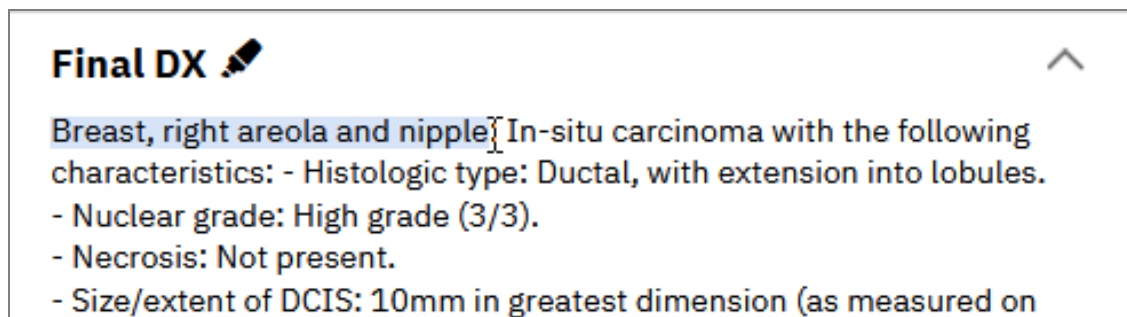 Final DX
Breast, right areola and nipple: In-situ carcinoma with the following
characteristics: - Histologic type: Ductal, with extension into lobules.
- Nuclear grade: High grade (3/3).
- Necrosis: Not present.
- Size/extent of DCIS: 10mm in greatest dimension (as measured on